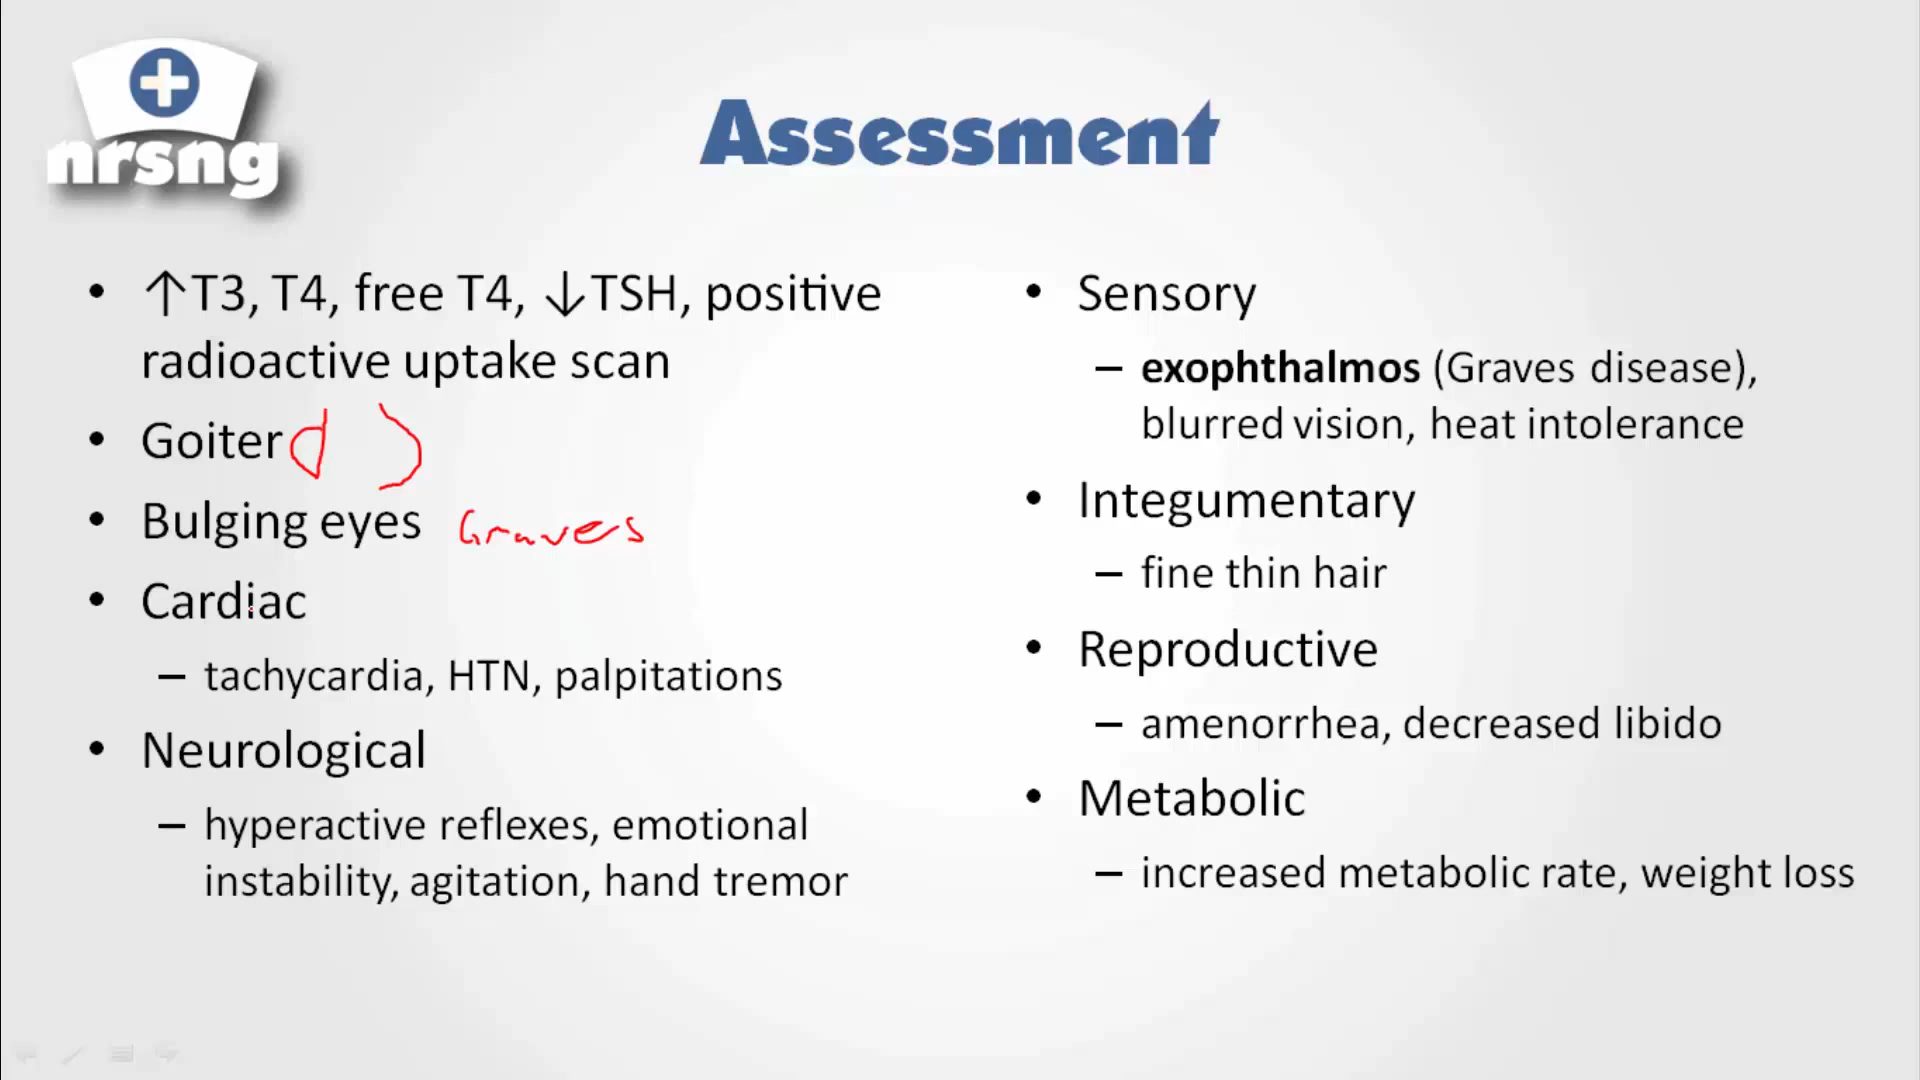 nrsng
Assessment
• ↑T3, T4, free T4, ↓TSH, positive
radioactive uptake scan
• Goiter
• Bulging eyes Graves
• Cardiac
– tachycardia, HTN, palpitations
• Neurological
– hyperactive reflexes, emotional
instability, agitation, hand tremor
• Sensory
– exophthalmos (Graves disease),
blurred vision, heat intolerance
• Integumentary
– fine thin hair
• Reproductive
– amenorrhea, decreased libido
• Metabolic
– increased metabolic rate, weight loss